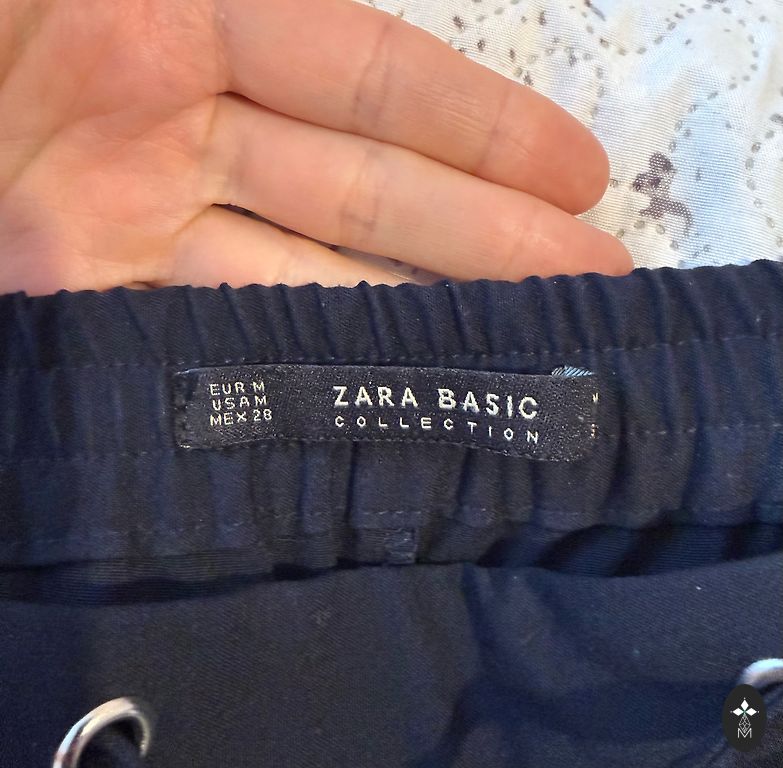 EUR M
USA M
MEX 28
ZARA BASIC
COLLECTION
M